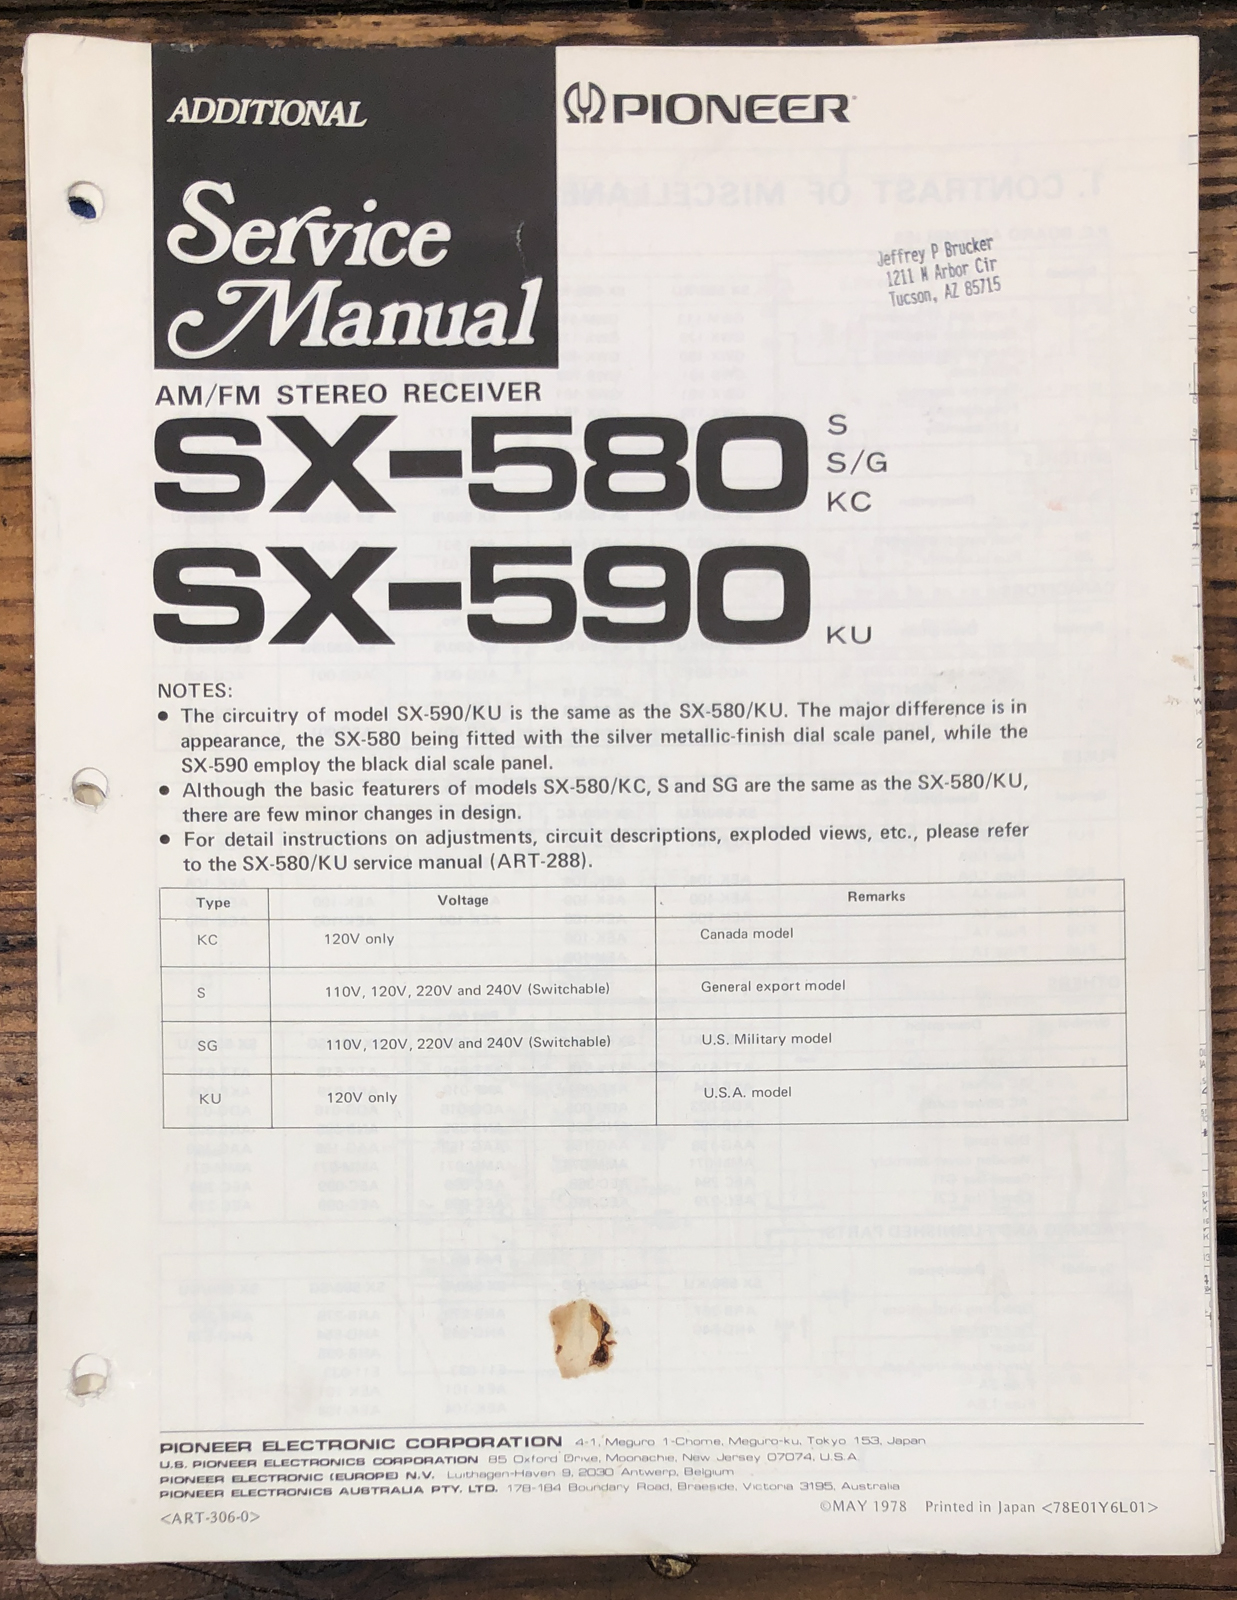 ADDITIONAL
Service
Manual
PIONEER
Jeffrey P Brucker
1211 N Arbor Cir
Tucson, AZ 85715
AM/FM STEREO RECEIVER
SX-580 S
S/G
KC
SX-590 KU
NOTES:
● The circuitry of model SX-590/KU is the same as the SX-580/KU. The major difference is in
appearance, the SX-580 being fitted with the silver metallic-finish dial scale panel, while the
SX-590 employ the black dial scale panel.
● Although the basic featurers of models SX-580/KC, S and SG are the same as the SX-580/KU,
there are few minor changes in design.
● For detail instructions on adjustments, circuit descriptions, exploded views, etc., please refer
to the SX-580/KU service manual (ART-288).
Type Voltage Remarks
KC 120V only Canada model
S 110V, 120V, 220V and 240V (Switchable) General export model
SG 110V, 120V, 220V and 240V (Switchable) U.S. Military model
KU 120V only U.S.A. model
PIONEER ELECTRONIC CORPORATION 4-1, Meguro 1-Chome, Meguro-ku, Tokyo 153, Japan
U.S. PIONEER ELECTRONICS CORPORATION 85 Oxford Drive, Moonachie, New Jersey 07074, U.S.A.
PIONEER ELECTRONIC (EUROPE) N.V. Luithagen-Haven 9, 2030 Antwerp, Belgium
PIONEER ELECTRONICS AUSTRALIA PTY. LTD. 178-184 Boundary Road, Braeside, Victoria 3195, Australia
<ART-306-0> ©MAY 1978 Printed in Japan <78E01Y6L01>